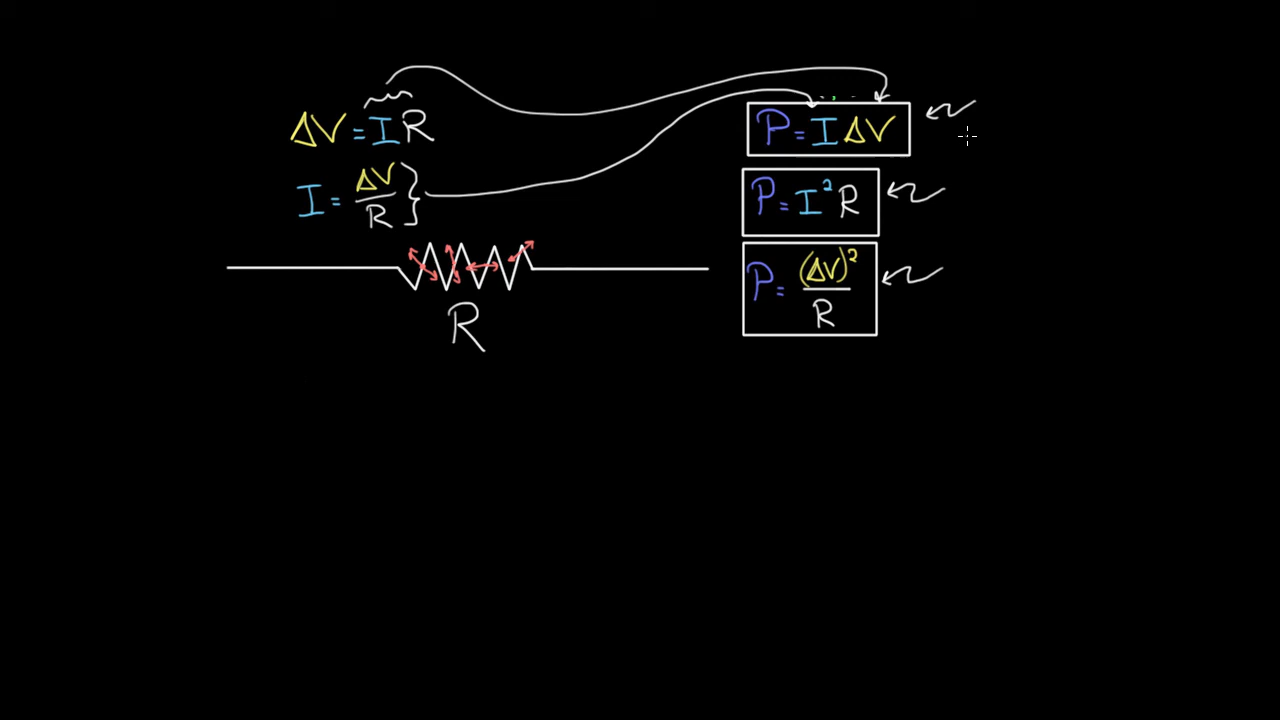 ΔV = IR
I = ΔV/R
R
P = IΔV
P = I²R
P = (ΔV)²/R